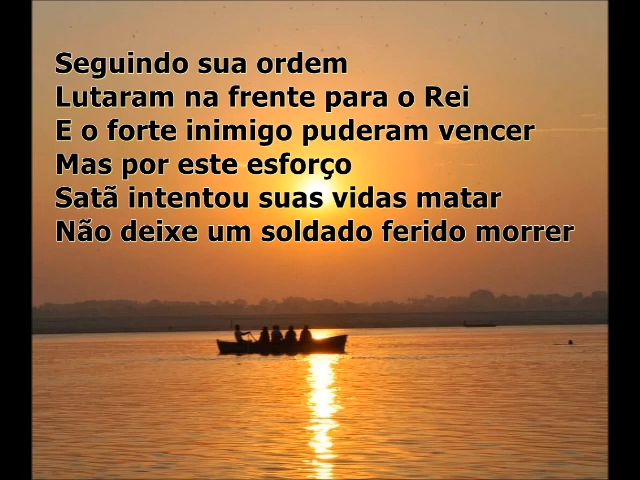 Seguindo sua ordem
Lutaram na frente para o Rei
E o forte inimigo puderam vencer
Mas por este esforço
Satã intentou suas vidas matar
Não deixe um soldado ferido morrer